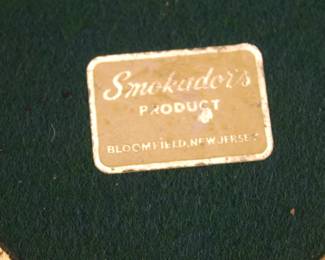 Smokador's
PRODUCT
BLOOMFIELD, NEW JERSEY